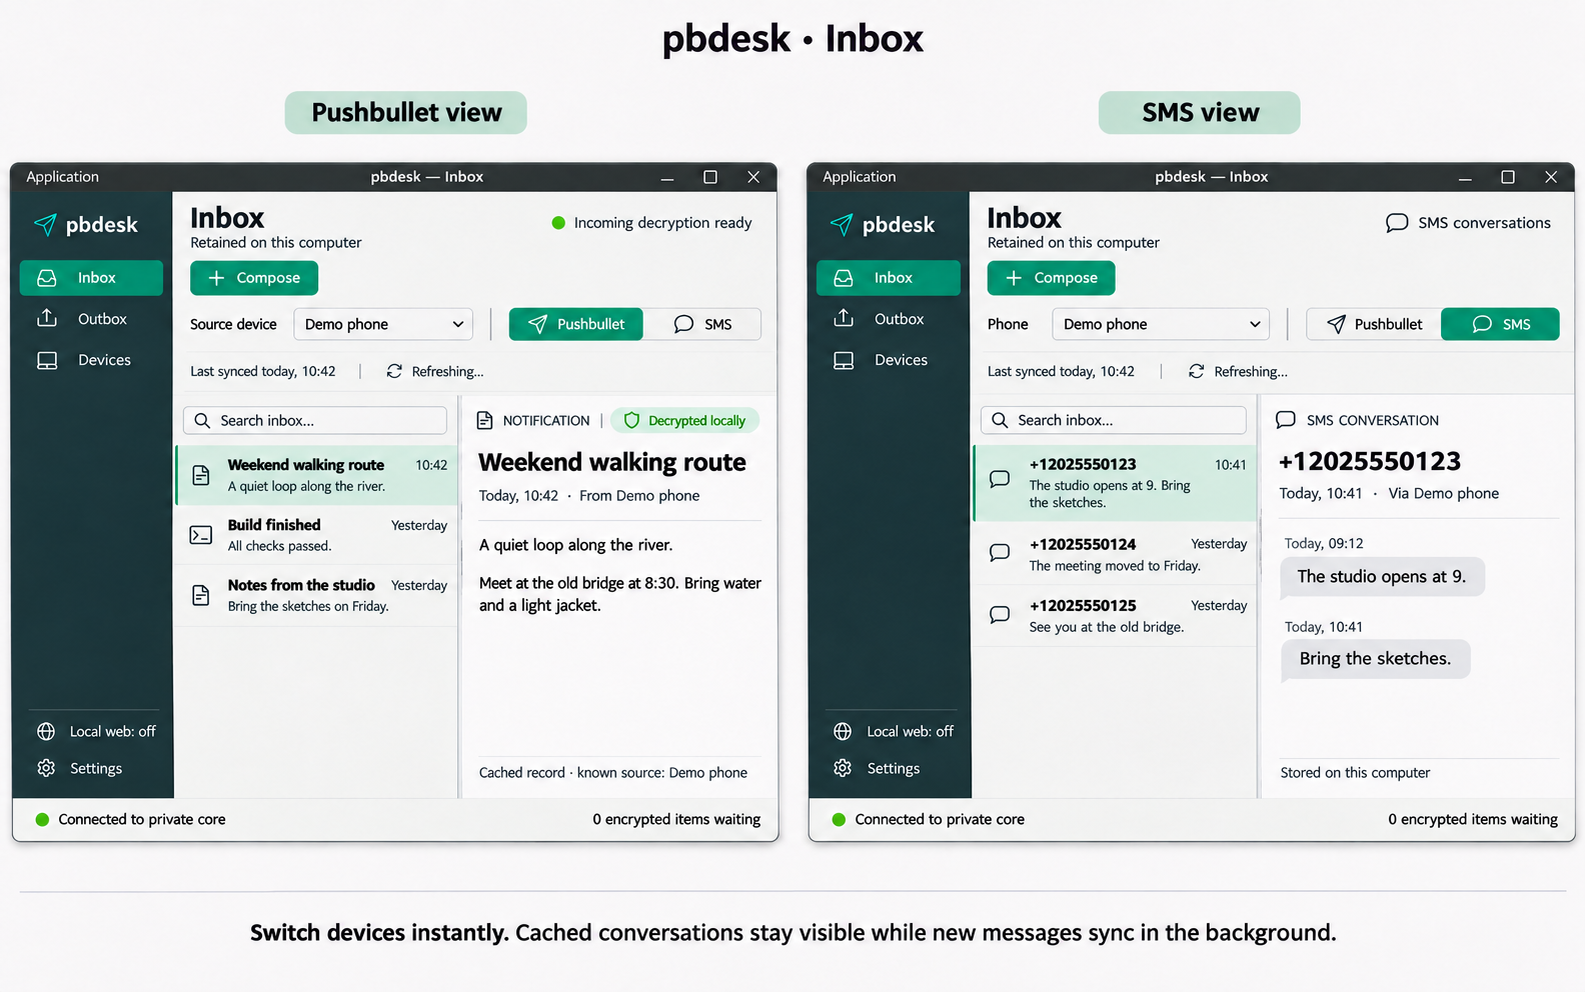 pbdesk · Inbox
Pushbullet view
Application
pbdesk — Inbox
pbdesk
Inbox
Outbox
Devices
Local web: off
Settings
Inbox
Retained on this computer
Incoming decryption ready
+ Compose
Source device
Demo phone
Pushbullet
SMS
Last synced today, 10:42
Refreshing...
Search inbox...
Weekend walking route 10:42
A quiet loop along the river.
Build finished Yesterday
All checks passed.
Notes from the studio Yesterday
Bring the sketches on Friday.
NOTIFICATION | Decrypted locally
Weekend walking route
Today, 10:42 · From Demo phone
A quiet loop along the river.
Meet at the old bridge at 8:30. Bring water
and a light jacket.
Cached record · known source: Demo phone
Connected to private core
0 encrypted items waiting
SMS view
Application
pbdesk — Inbox
pbdesk
Inbox
Outbox
Devices
Local web: off
Settings
Inbox
Retained on this computer
SMS conversations
+ Compose
Phone
Demo phone
Pushbullet
SMS
Last synced today, 10:42
Refreshing...
Search inbox...
+12025550123 10:41
The studio opens at 9. Bring
the sketches.
+12025550124 Yesterday
The meeting moved to Friday.
+12025550125 Yesterday
See you at the old bridge.
SMS CONVERSATION
+12025550123
Today, 10:41 · Via Demo phone
Today, 09:12
The studio opens at 9.
Today, 10:41
Bring the sketches.
Stored on this computer
Connected to private core
0 encrypted items waiting
Switch devices instantly. Cached conversations stay visible while new messages sync in the background.